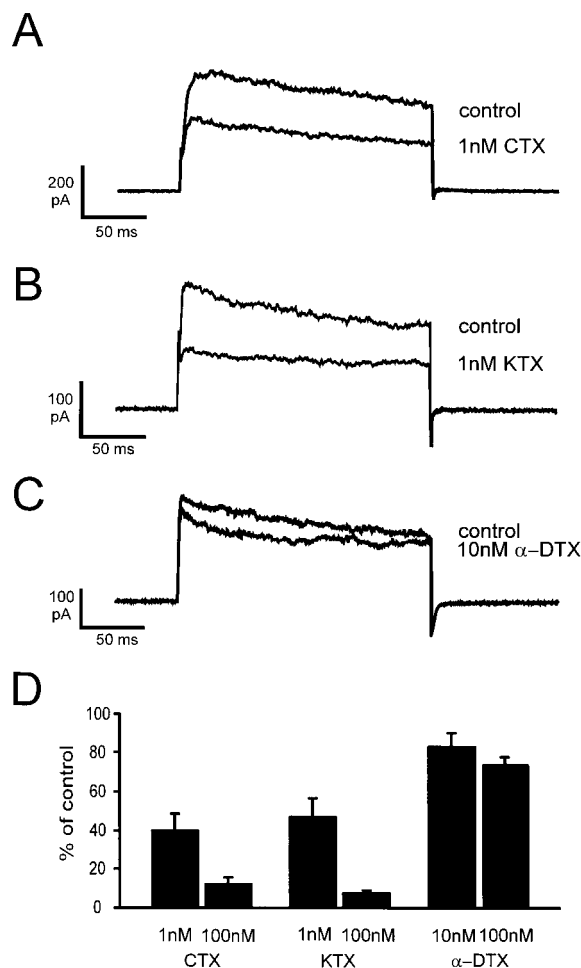 A
control
1nM CTX
200
pA
50 ms
B
control
1nM KTX
100
pA
50 ms
C
control
10nM α–DTX
100
pA
50 ms
D
% of control
100
80
60
40
20
0
1nM 100nM 1nM 100nM 10nM 100nM
CTX KTX α–DTX